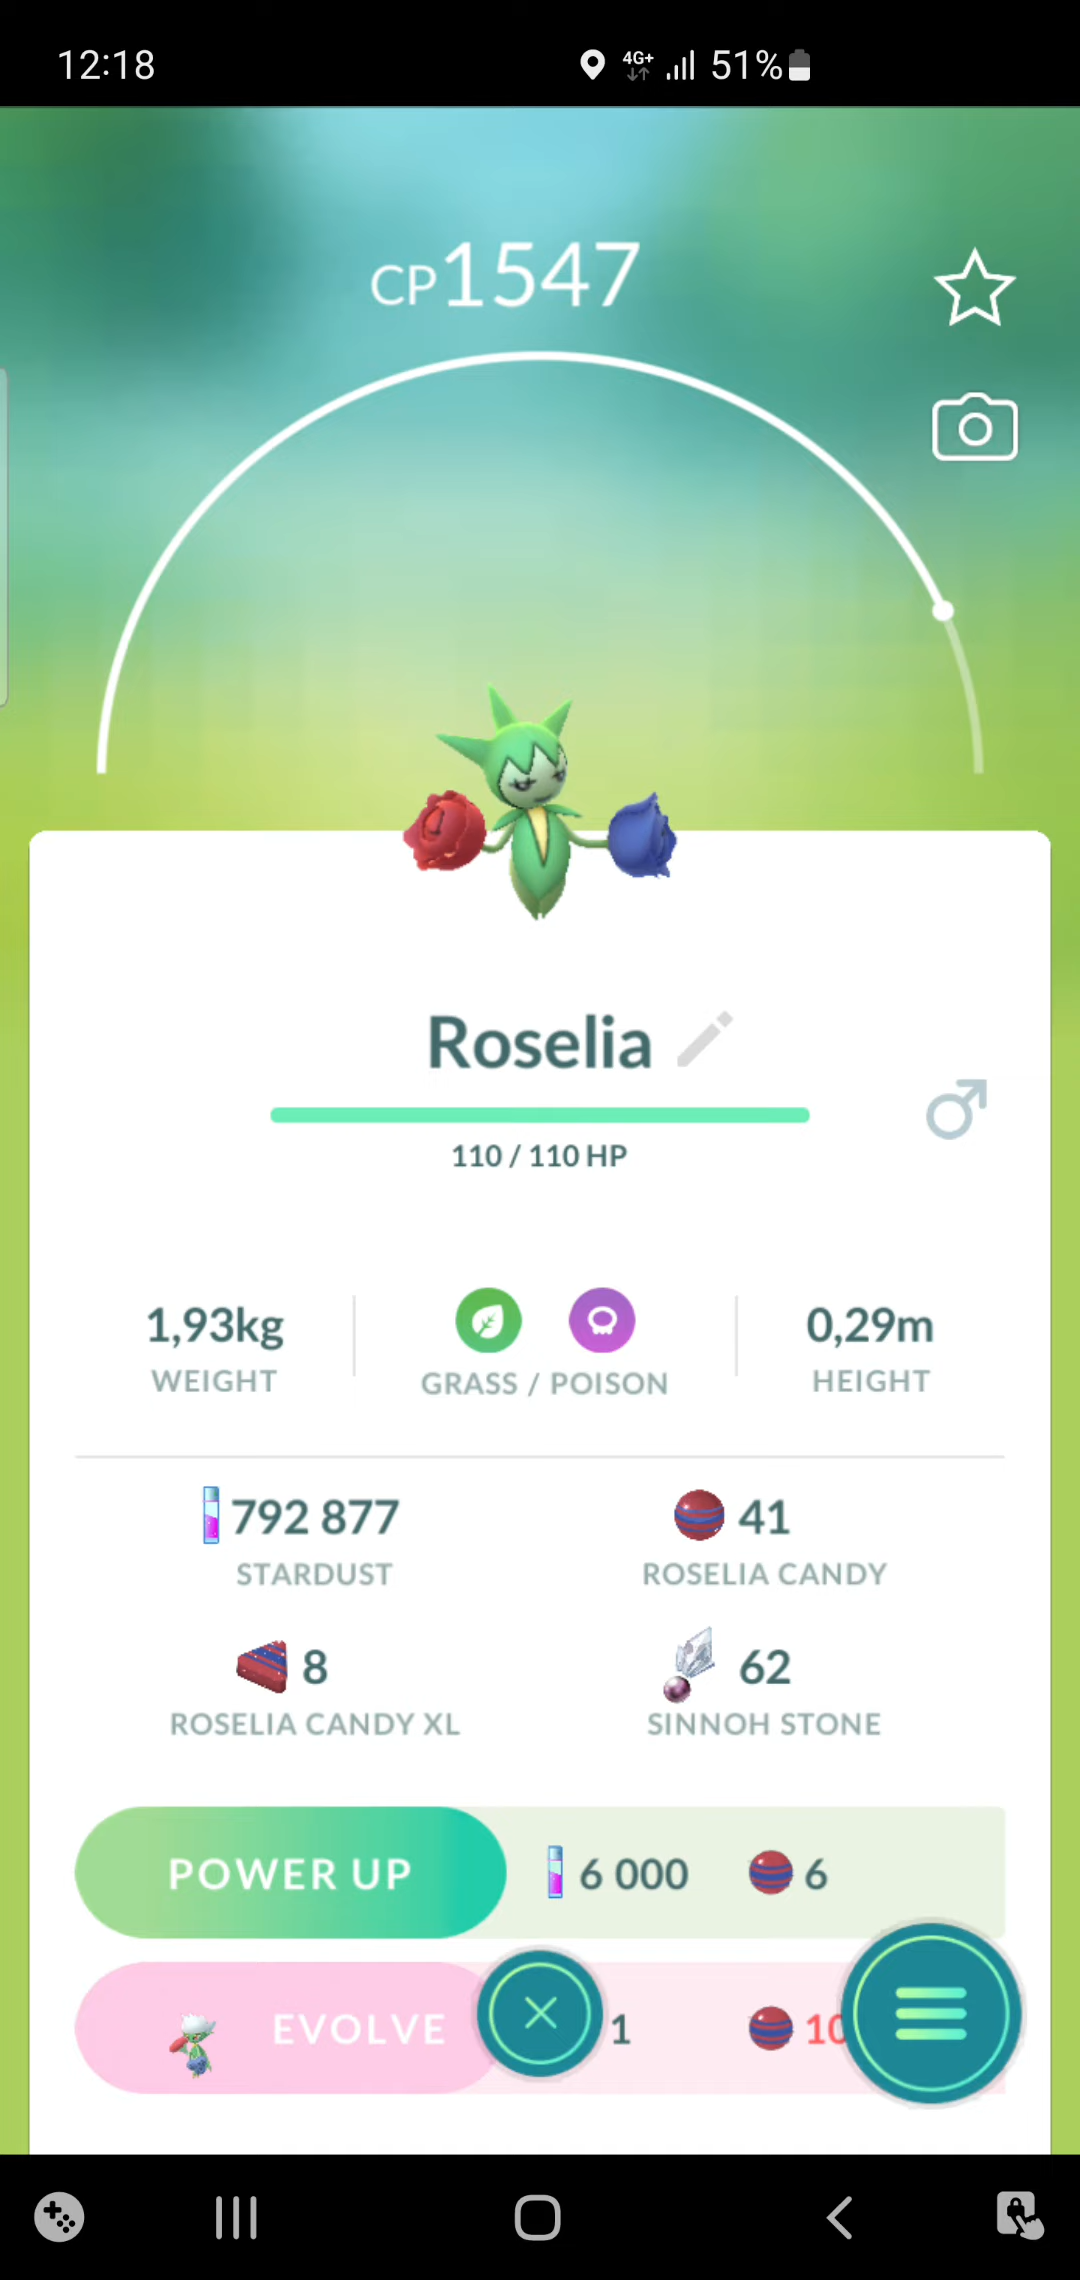 12:18
4G+ 51%
CP1547
Roselia
110 / 110 HP
1,93kg
WEIGHT
GRASS / POISON
0,29m
HEIGHT
792 877
STARDUST
41
ROSELIA CANDY
8
ROSELIA CANDY XL
62
SINNOH STONE
POWER UP 6 000 6
EVOLVE 1 10